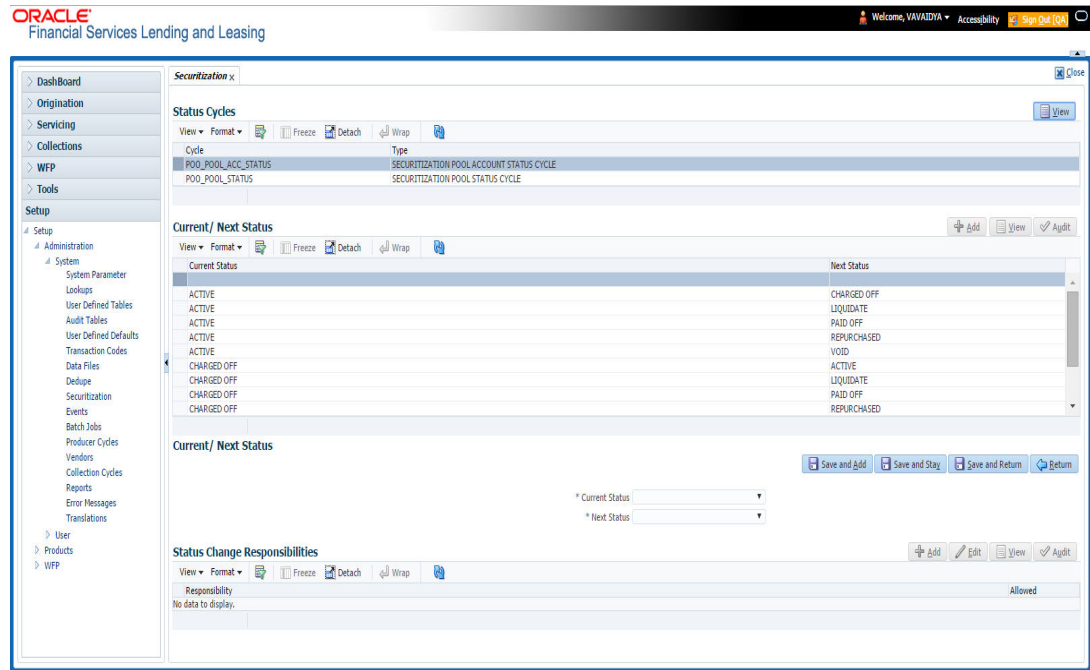 ORACLE
Financial Services Lending and Leasing
Welcome, VAVAIDYA
Accessibility
Sign Out [QA]
DashBoard
Origination
Servicing
Collections
WFP
Tools
Setup
Setup
Administration
System
System Parameter
Lookups
User Defined Tables
Audit Tables
User Defined Defaults
Transaction Codes
Data Files
Dedupe
Securitization
Events
Batch Jobs
Producer Cycles
Vendors
Collection Cycles
Reports
Error Messages
Translations
User
Products
WFP
Securitization x
Close
Status Cycles
View
View Format Freeze Detach Wrap
Cycle Type
POO_POOL_ACC_STATUS SECURITIZATION POOL ACCOUNT STATUS CYCLE
POO_POOL_STATUS SECURITIZATION POOL STATUS CYCLE
Current/ Next Status
Add View Audit
View Format Freeze Detach Wrap
Current Status Next Status
ACTIVE CHARGED OFF
ACTIVE LIQUIDATE
ACTIVE PAID OFF
ACTIVE REPURCHASED
ACTIVE VOID
CHARGED OFF ACTIVE
CHARGED OFF LIQUIDATE
CHARGED OFF PAID OFF
CHARGED OFF REPURCHASED
Current/ Next Status
Save and Add Save and Stay Save and Return Return
* Current Status
* Next Status
Status Change Responsibilities
Add Edit View Audit
View Format Freeze Detach Wrap
Responsibility Allowed
No data to display.